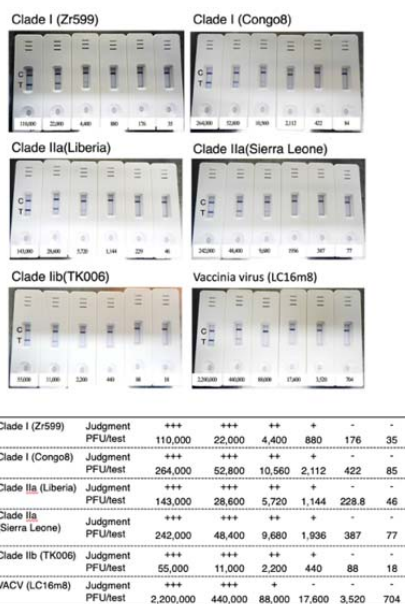 Clade I (Zr599)
Clade I (Congo8)
C
T
110,000 22,000 4,400 880 176 35
C
T
264,000 52,800 10,560 2,112 422 84
Clade IIa(Liberia)
Clade IIa(Sierra Leone)
C
T
143,000 28,600 5,720 1,144 229 46
C
T
242,000 48,400 9,680 1936 387 77
Clade Iib(TK006)
Vaccinia virus (LC16m8)
C
T
55,000 11,000 2,200 440 88 18
C
T
2,200,000 440,000 88,000 17,600 3,520 704
Clade I (Zr599) Judgment +++ +++ ++ + - -
PFU/test 110,000 22,000 4,400 880 176 35
Clade I (Congo8) Judgment +++ +++ ++ + - -
PFU/test 264,000 52,800 10,560 2,112 422 85
Clade IIa (Liberia) Judgment +++ +++ ++ + - -
PFU/test 143,000 28,600 5,720 1,144 228.8 46
Clade IIa
(Sierra Leone) Judgment +++ +++ ++ + - -
PFU/test 242,000 48,400 9,680 1,936 387 77
Clade IIb (TK006) Judgment +++ +++ ++ + - -
PFU/test 55,000 11,000 2,200 440 88 18
VACV (LC16m8) Judgment +++ +++ + - - -
PFU/test 2,200,000 440,000 88,000 17,600 3,520 704